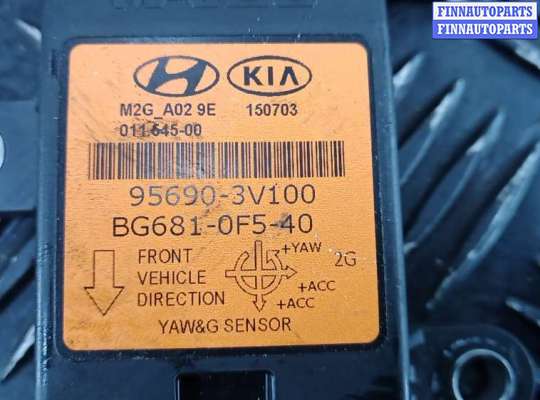 FINNAUTOPARTS
FINNAUTOPARTS
KIA
M2G_A02 9E 150703
011645-00
95690-3V100
BG681-0F5-40
FRONT
VEHICLE
DIRECTION
+YAW
2G
+ACC
+ACC
YAW&G SENSOR